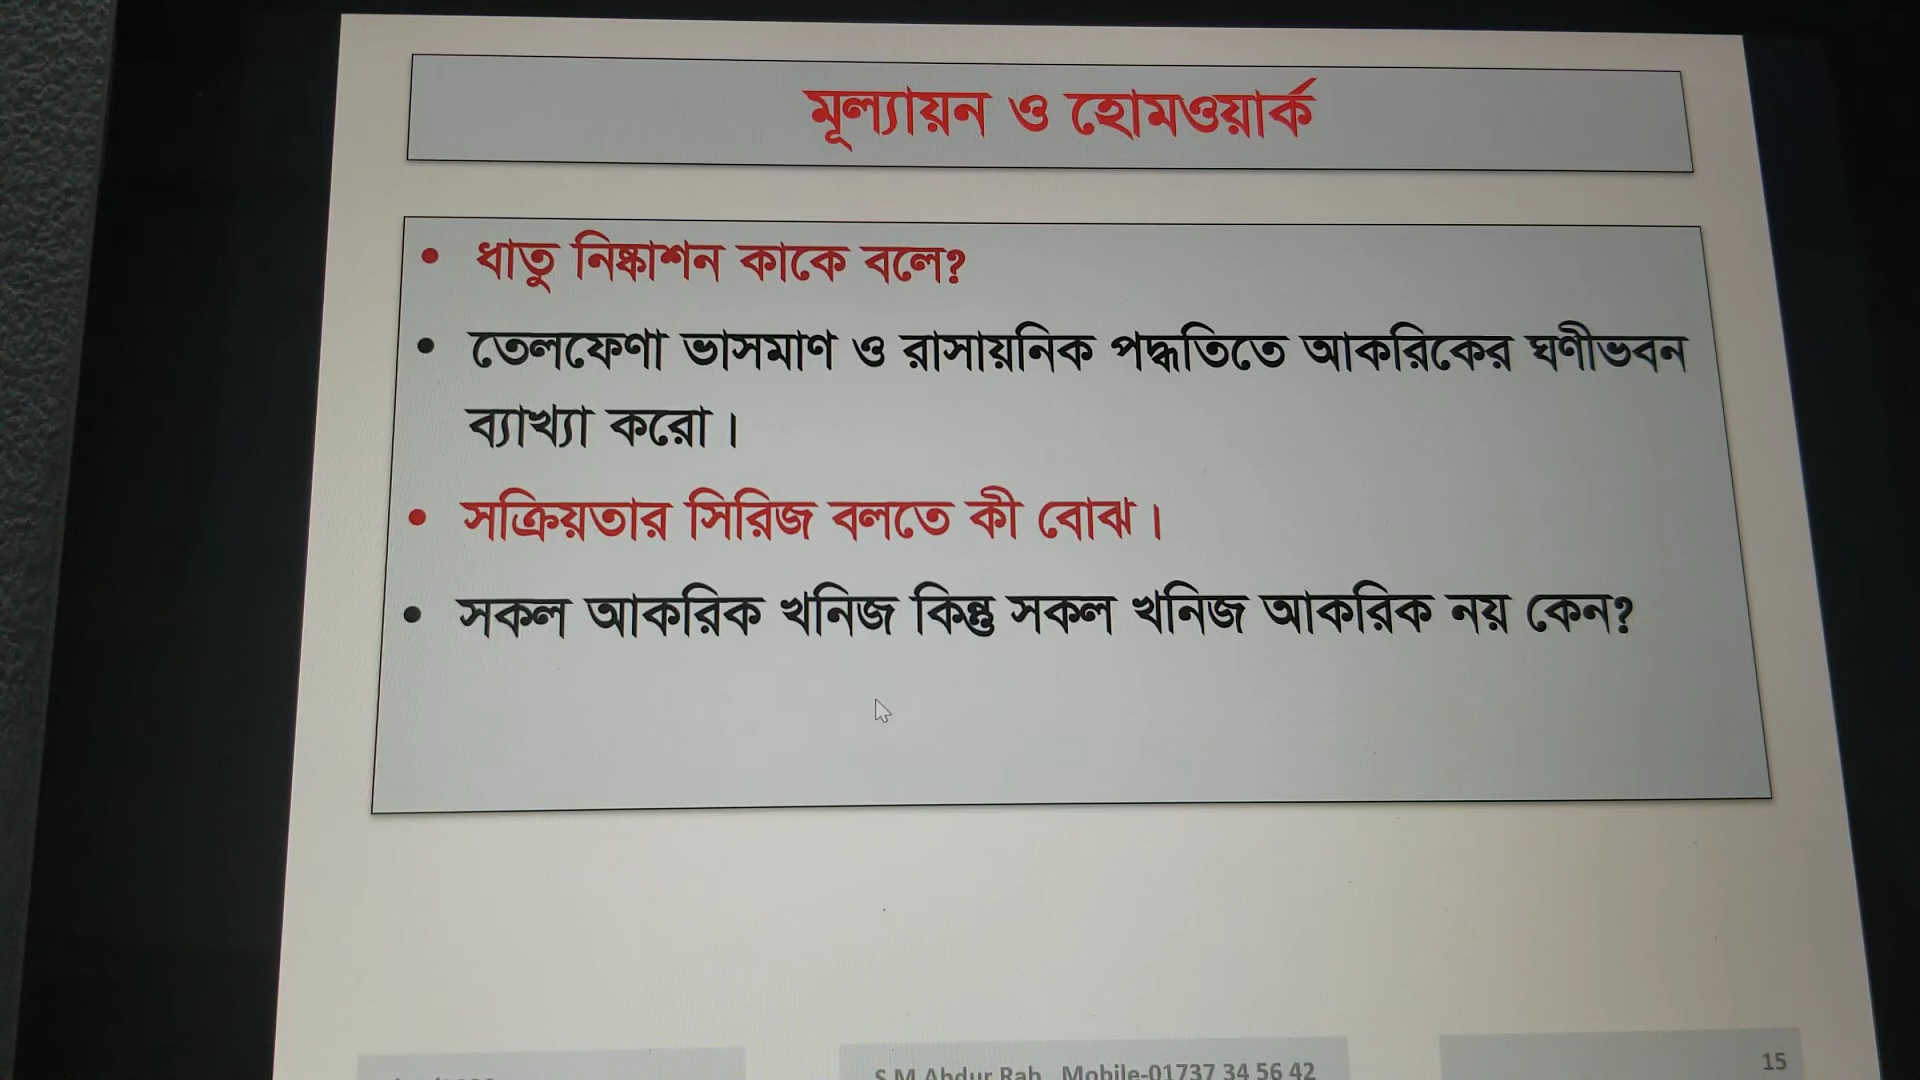 মূল্যায়ন ও হোমওয়ার্ক
• ধাতু নিষ্কাশন কাকে বলে?
• তেলফেণা ভাসমাণ ও রাসায়নিক পদ্ধতিতে আকরিকের ঘণীভবন
ব্যাখ্যা করো।
• সক্রিয়তার সিরিজ বলতে কী বোঝ।
• সকল আকরিক খনিজ কিন্তু সকল খনিজ আকরিক নয় কেন?
S M Abdur Rab Mobile-01737 34 56 42
15